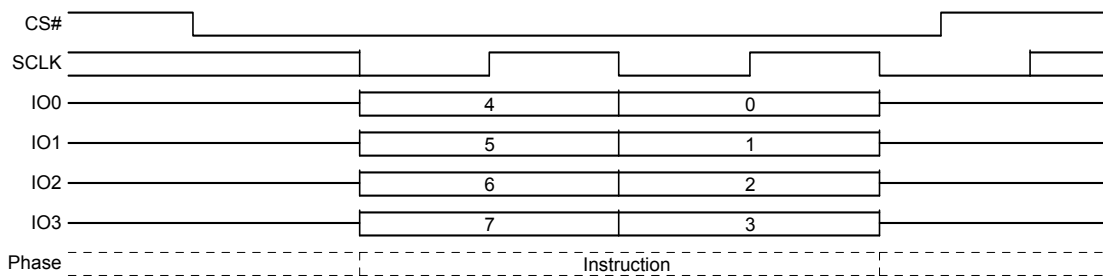 CS#
SCLK
IO0 4 0
IO1 5 1
IO2 6 2
IO3 7 3
Phase Instruction